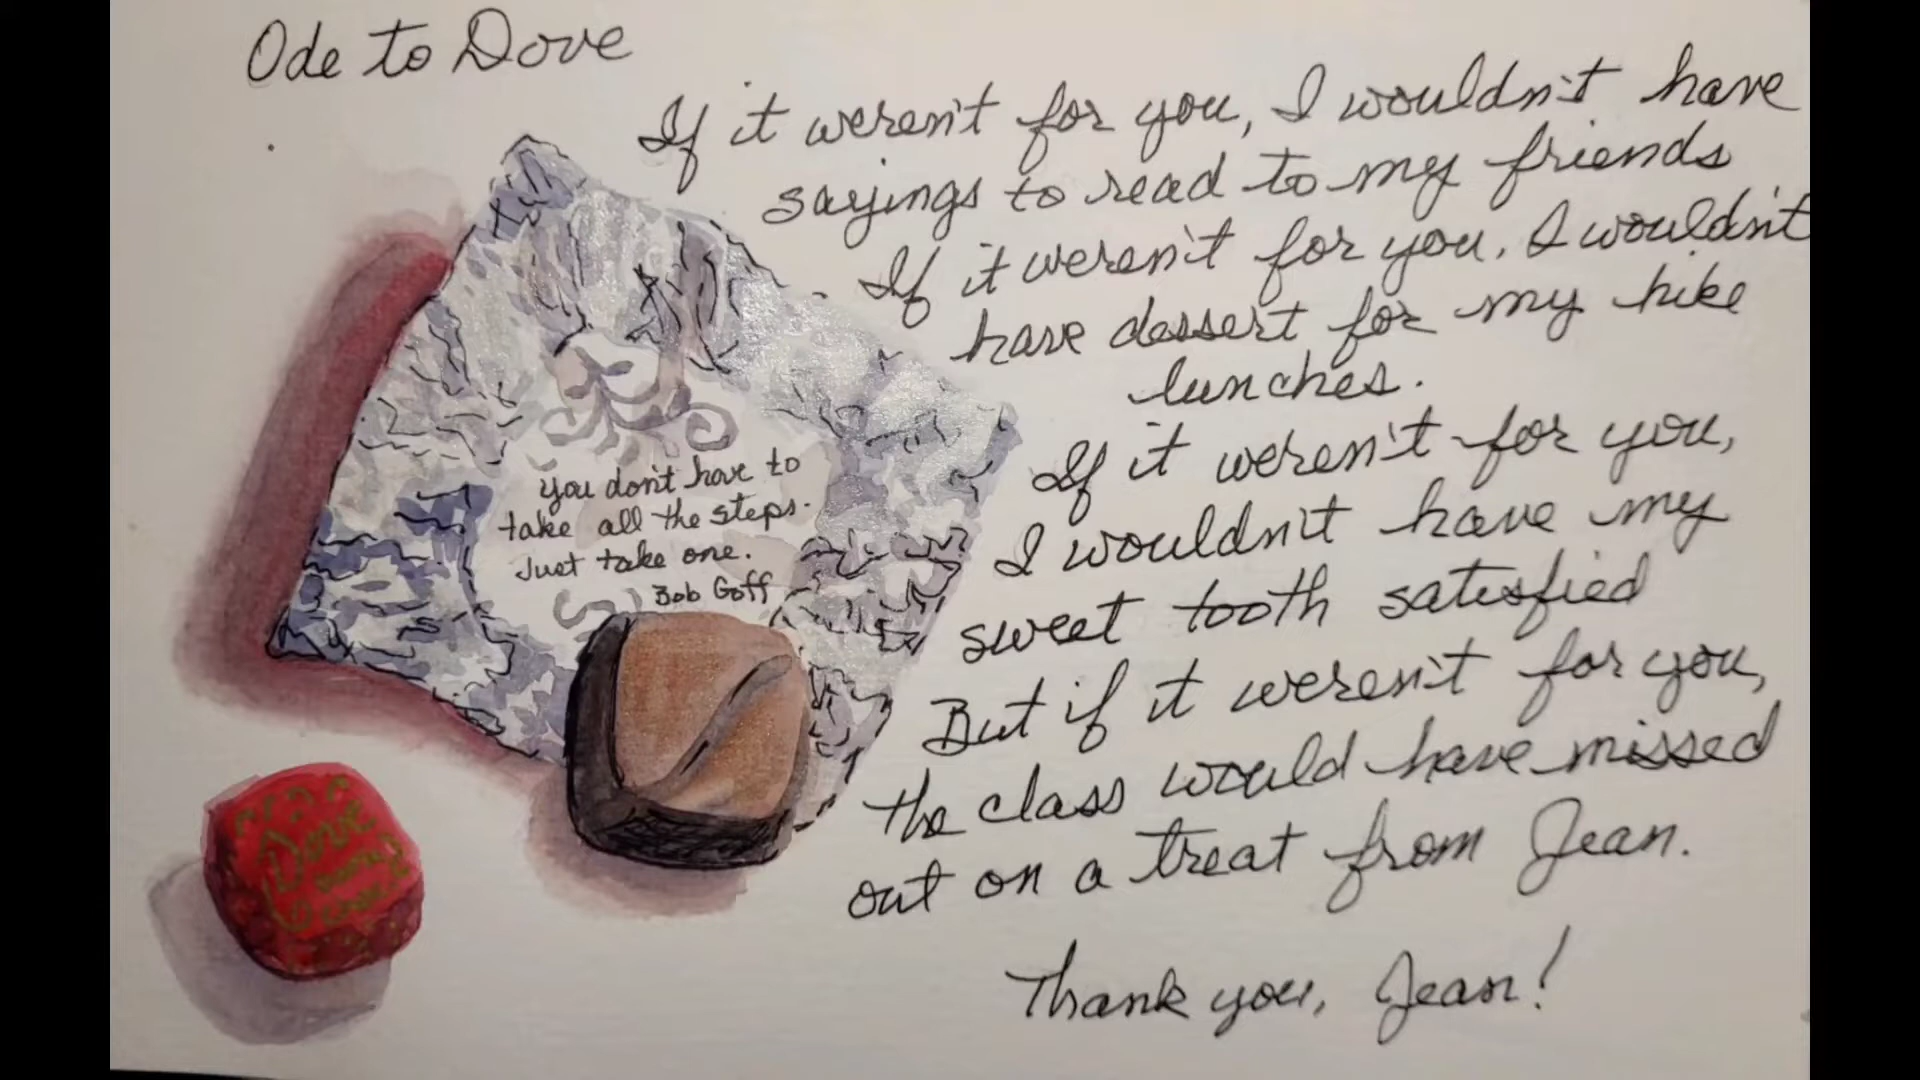 Ode to Dove
If it weren't for you, I wouldn't have
sayings to read to my friends
If it weren't for you, I wouldn't
have dessert for my hike
lunches.
If it weren't for you,
I wouldn't have my
sweet tooth satisfied
But if it weren't for you,
the class would have missed
out on a treat from Jean.
Thank you, Jean!
You don't have to
take all the steps.
Just take one.
Bob Goff
Dove